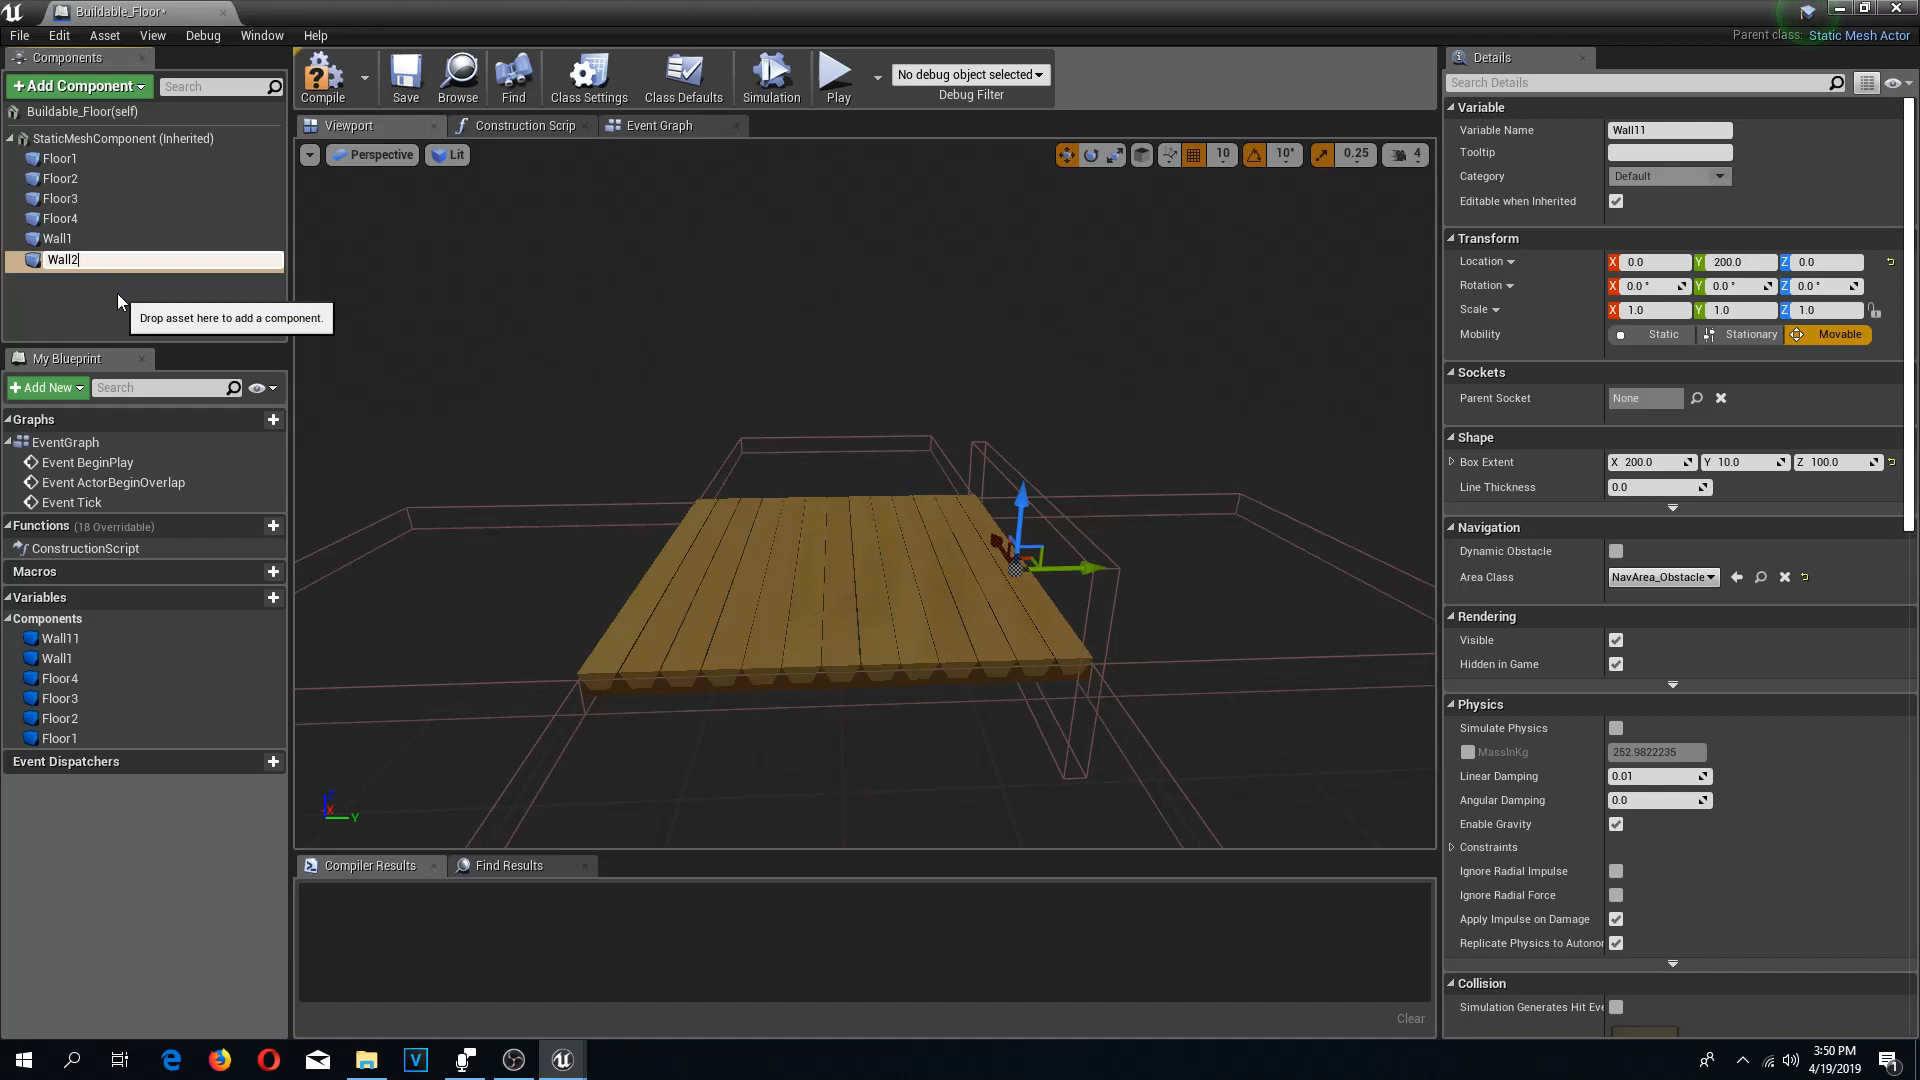 Buildable_Floor*
File Edit Asset View Debug Window Help
Parent class: Static Mesh Actor
Components
+ Add Component
Search
Buildable_Floor(self)
StaticMeshComponent (Inherited)
Floor1
Floor2
Floor3
Floor4
Wall1
Wall2
Drop asset here to add a component.
My Blueprint
+ Add New
Search
Graphs
EventGraph
Event BeginPlay
Event ActorBeginOverlap
Event Tick
Functions (18 Overridable)
ConstructionScript
Macros
Variables
Components
Wall11
Wall1
Floor4
Floor3
Floor2
Floor1
Event Dispatchers
Compile Save Browse Find Class Settings Class Defaults Simulation Play
No debug object selected
Debug Filter
Viewport Construction Scrip Event Graph
Perspective Lit
10 10° 0.25 4
Z X Y
Compiler Results Find Results
Clear
Details
Search Details
Variable
Variable Name Wall11
Tooltip
Category Default
Editable when Inherited
Transform
Location X 0.0 Y 200.0 Z 0.0
Rotation X 0.0 ° Y 0.0 ° Z 0.0 °
Scale X 1.0 Y 1.0 Z 1.0
Mobility Static Stationary Movable
Sockets
Parent Socket None
Shape
Box Extent X 200.0 Y 10.0 Z 100.0
Line Thickness 0.0
Navigation
Dynamic Obstacle
Area Class NavArea_Obstacle
Rendering
Visible
Hidden in Game
Physics
Simulate Physics
MassInKg 252.9822235
Linear Damping 0.01
Angular Damping 0.0
Enable Gravity
Constraints
Ignore Radial Impulse
Ignore Radial Force
Apply Impulse on Damage
Replicate Physics to Autonor
Collision
Simulation Generates Hit Eve
3:50 PM
4/19/2019
1